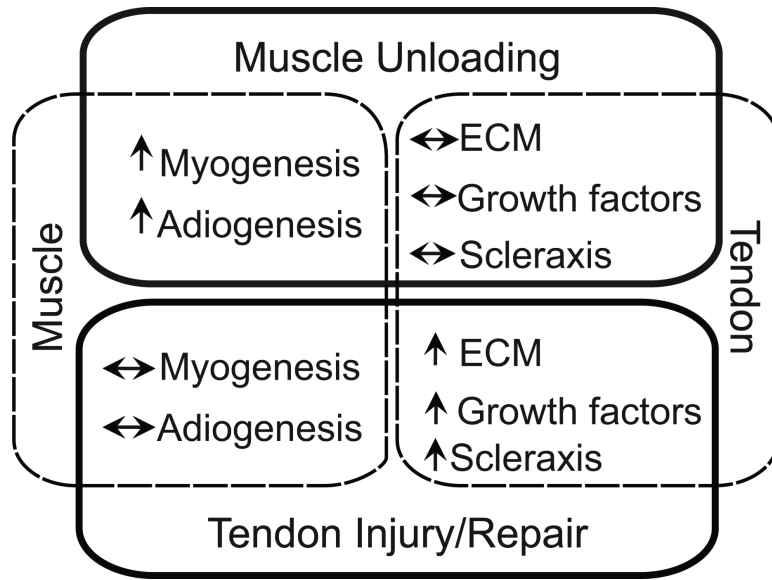 Muscle Unloading
Muscle
↑ Myogenesis
↑ Adiogenesis
↔ ECM
↔ Growth factors
↔ Scleraxis
Tendon
↔ Myogenesis
↔ Adiogenesis
↑ ECM
↑ Growth factors
↑ Scleraxis
Tendon Injury/Repair